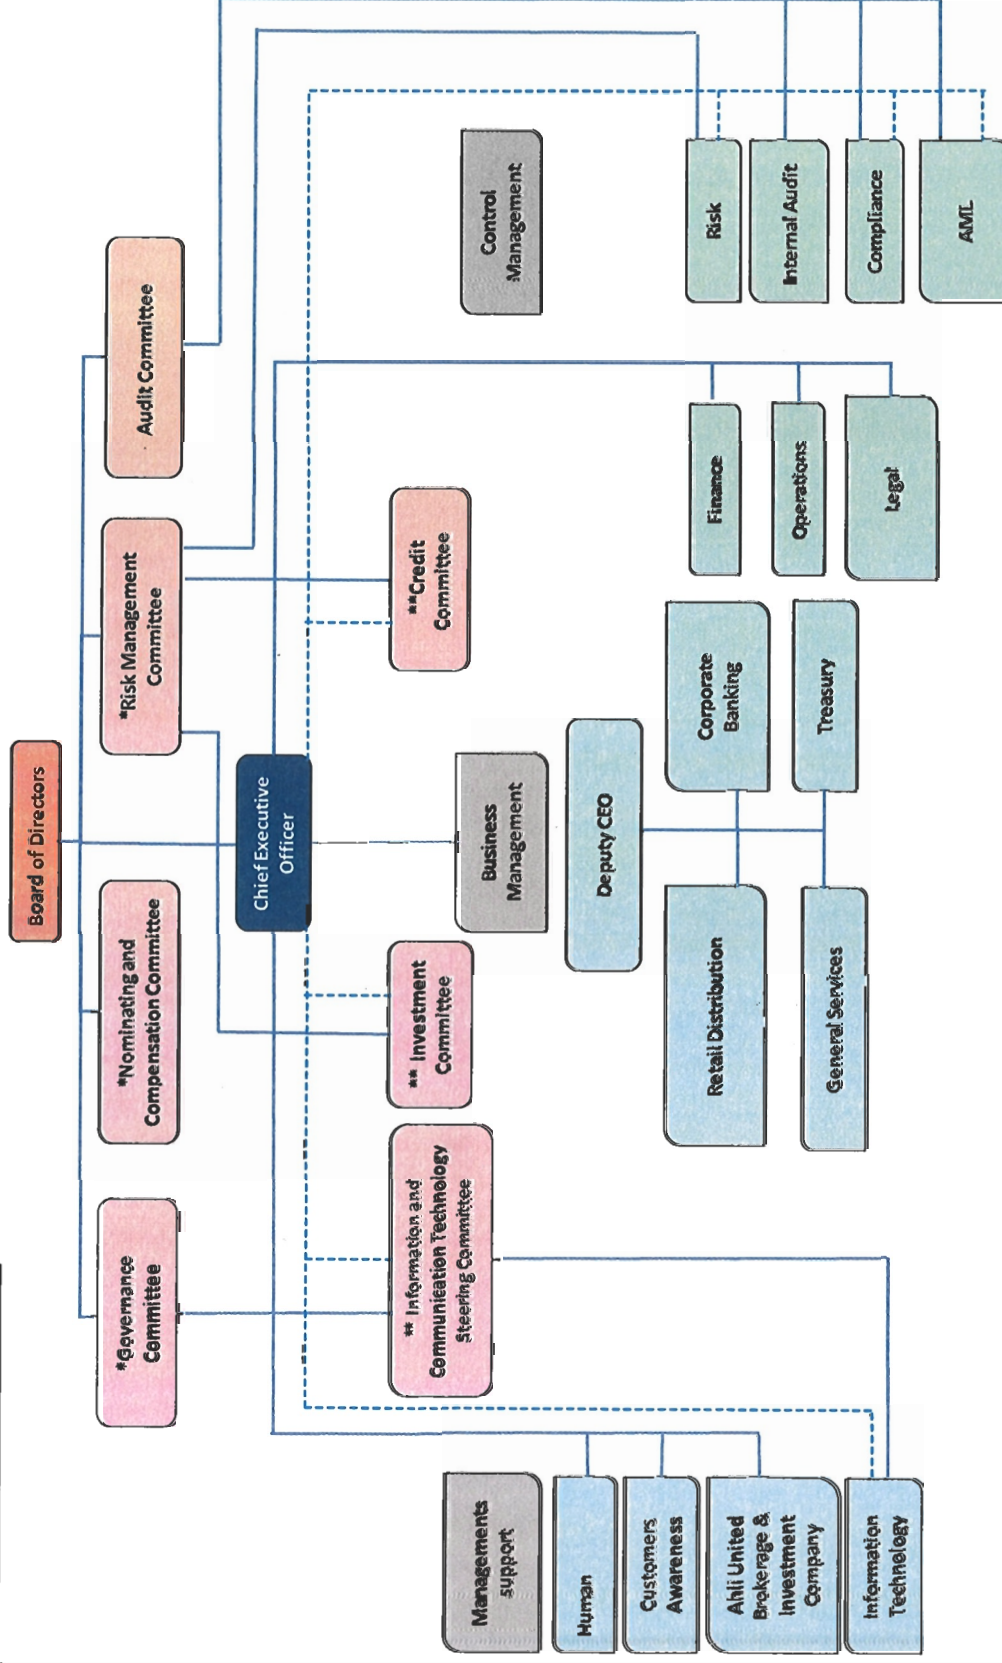 Board of Directors
*Governance
Committee
*Nominating and
Compensation Committee
*Risk Management
Committee
Audit Committee
Chief Executive
Officer
** Information and
Communication Technology
Steering Committee
** Investment
Committee
**Credit
Committee
Managements
support
Business
Management
Control
Management
Human
Customers
Awareness
Ahli United
Brokerage &
Investment
Company
Information
Technology
Deputy CEO
Retail Distribution
Corporate
Banking
General Services
Treasury
Finance
Operations
Legal
Risk
Internal Audit
Compliance
AML